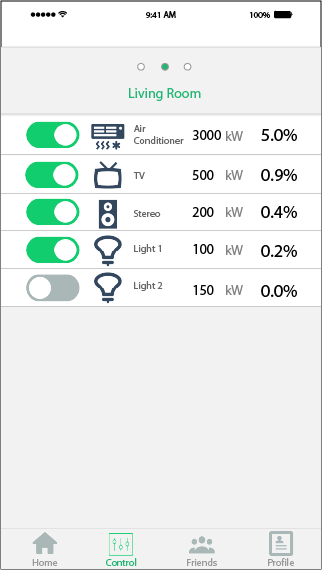 9:41 AM 100%
Living Room
Air
Conditioner 3000 kW 5.0%
TV 500 kW 0.9%
Stereo 200 kW 0.4%
Light 1 100 kW 0.2%
Light 2 150 kW 0.0%
Home Control Friends Profile